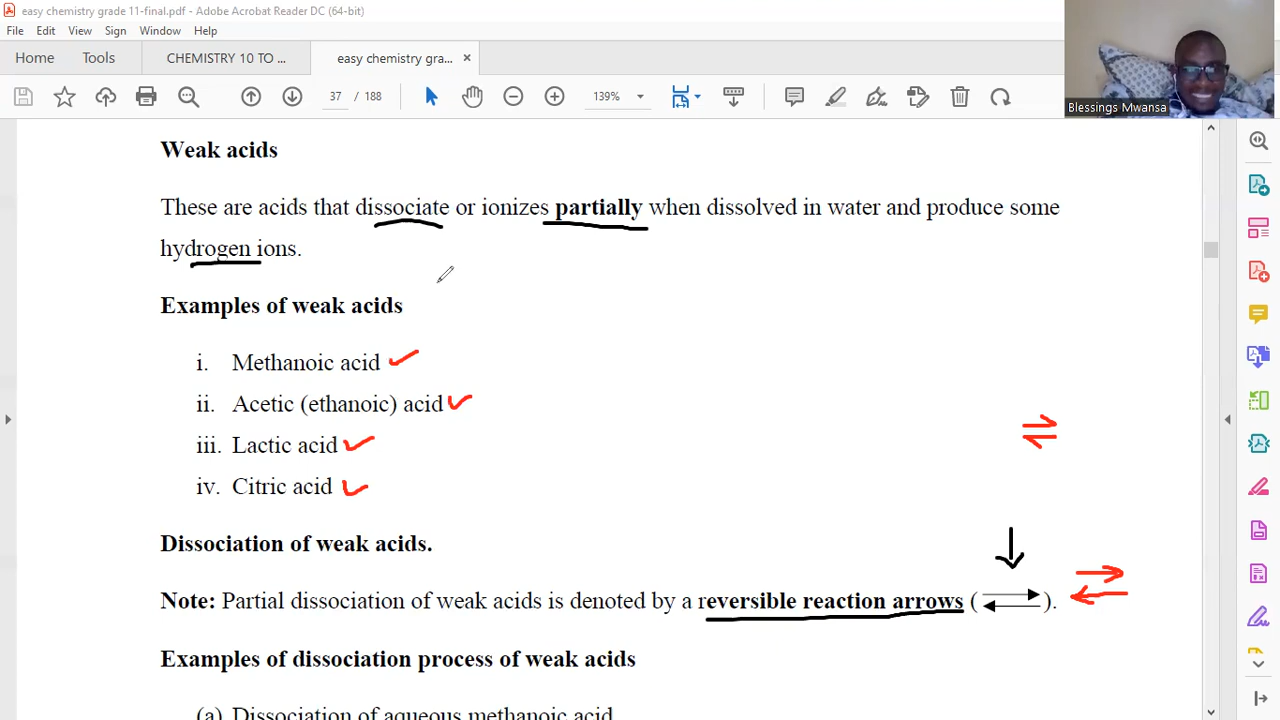 easy chemistry grade 11-final.pdf - Adobe Acrobat Reader DC (64-bit)
File Edit View Sign Window Help
Home Tools CHEMISTRY 10 TO ... easy chemistry gra... ×
37 / 188 139%
Blessings Mwansa
Weak acids
These are acids that dissociate or ionizes partially when dissolved in water and produce some
hydrogen ions.
Examples of weak acids
i. Methanoic acid
ii. Acetic (ethanoic) acid
iii. Lactic acid
iv. Citric acid
Dissociation of weak acids.
Note: Partial dissociation of weak acids is denoted by a reversible reaction arrows (⇄).
Examples of dissociation process of weak acids
(a) Dissociation of aqueous methanoic acid